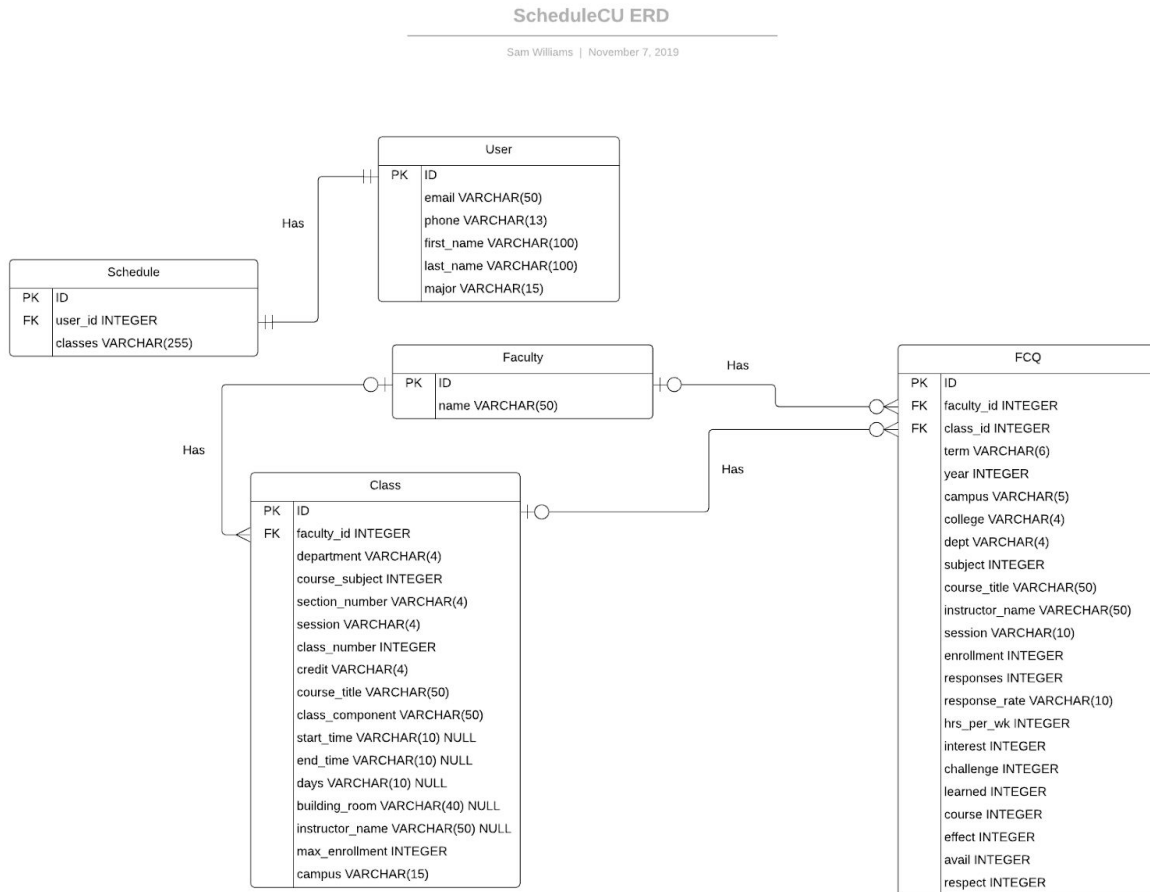 ScheduleCU ERD
Sam Williams | November 7, 2019
User
PK ID
email VARCHAR(50)
phone VARCHAR(13)
first_name VARCHAR(100)
last_name VARCHAR(100)
major VARCHAR(15)
Has
Schedule
PK ID
FK user_id INTEGER
classes VARCHAR(255)
Faculty
PK ID
name VARCHAR(50)
Has
Has
Has
Class
PK ID
FK faculty_id INTEGER
department VARCHAR(4)
course_subject INTEGER
section_number VARCHAR(4)
session VARCHAR(4)
class_number INTEGER
credit VARCHAR(4)
course_title VARCHAR(50)
class_component VARCHAR(50)
start_time VARCHAR(10) NULL
end_time VARCHAR(10) NULL
days VARCHAR(10) NULL
building_room VARCHAR(40) NULL
instructor_name VARCHAR(50) NULL
max_enrollment INTEGER
campus VARCHAR(15)
FCQ
PK ID
FK faculty_id INTEGER
FK class_id INTEGER
term VARCHAR(6)
year INTEGER
campus VARCHAR(5)
college VARCHAR(4)
dept VARCHAR(4)
subject INTEGER
course_title VARCHAR(50)
instructor_name VARECHAR(50)
session VARCHAR(10)
enrollment INTEGER
responses INTEGER
response_rate VARCHAR(10)
hrs_per_wk INTEGER
interest INTEGER
challenge INTEGER
learned INTEGER
course INTEGER
effect INTEGER
avail INTEGER
respect INTEGER